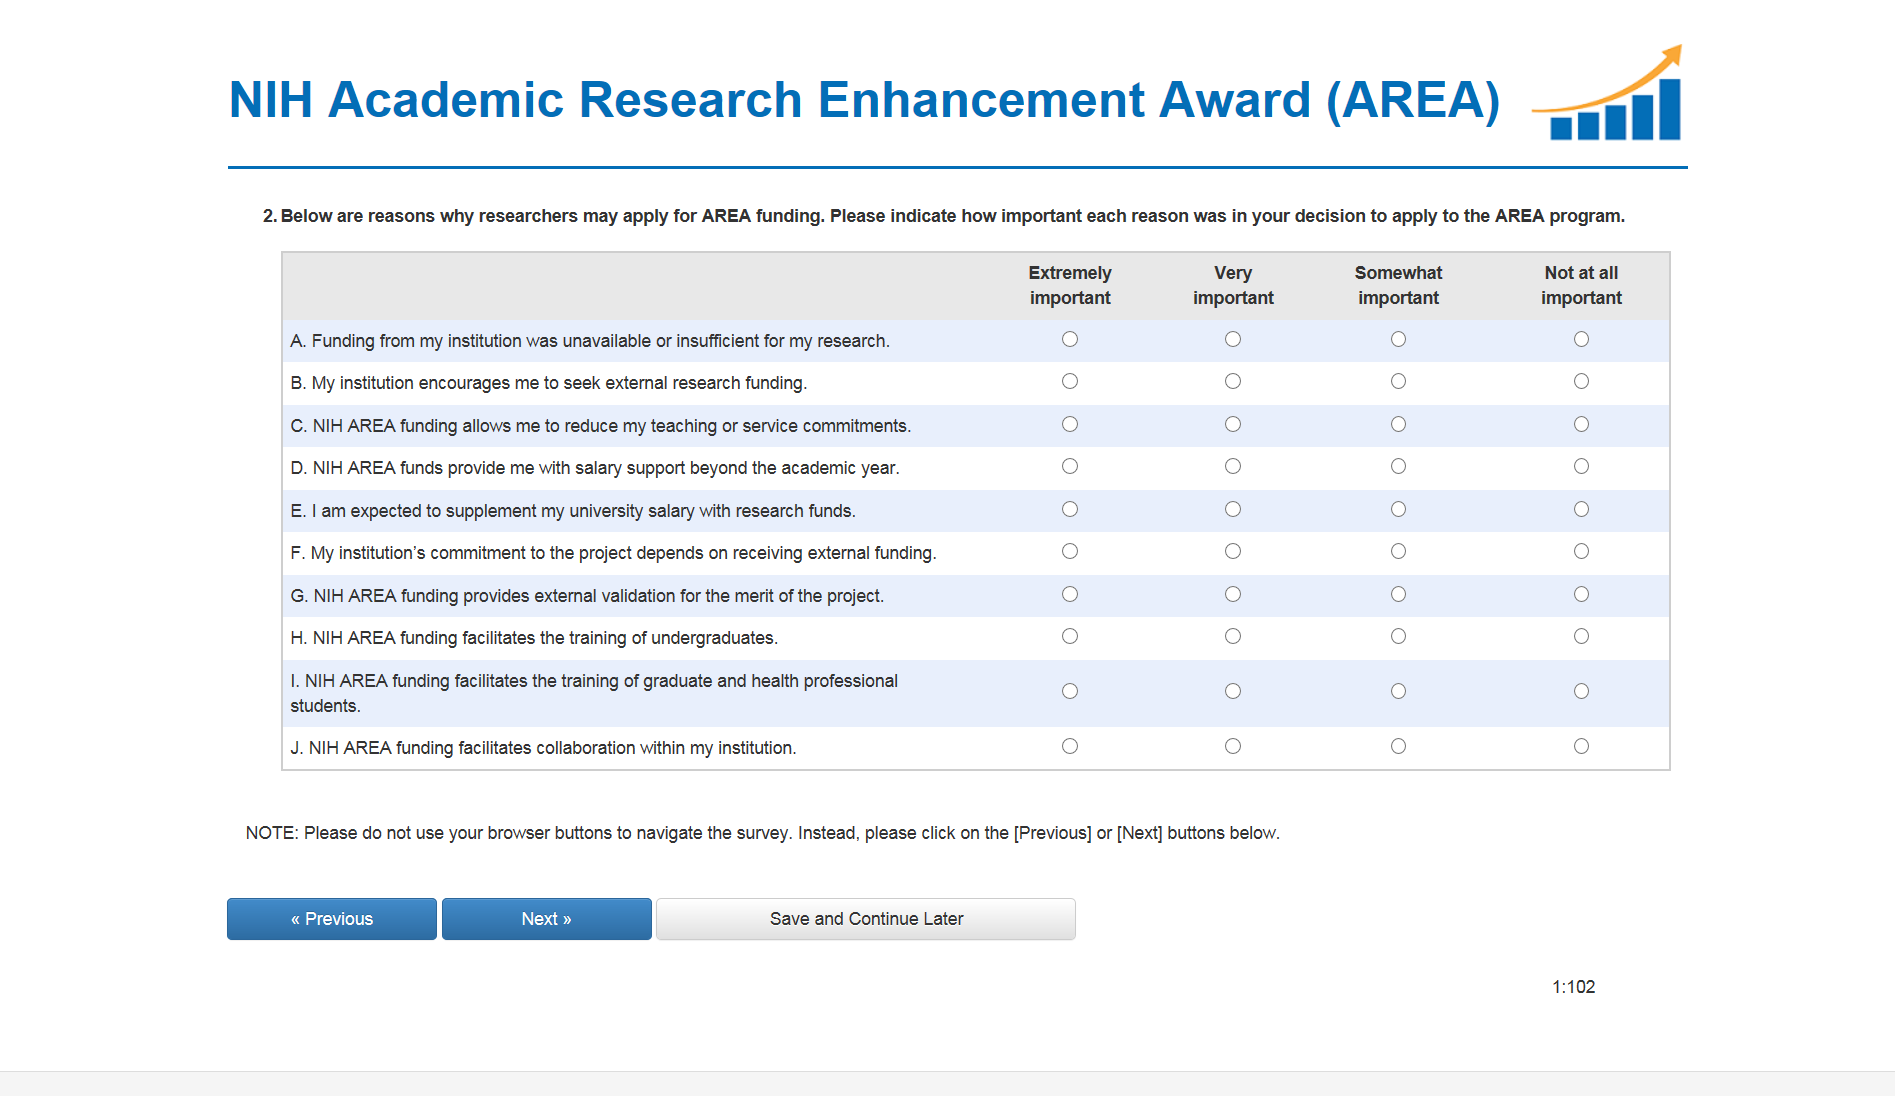 NIH Academic Research Enhancement Award (AREA)
2. Below are reasons why researchers may apply for AREA funding. Please indicate how important each reason was in your decision to apply to the AREA program.
Extremely important
Very important
Somewhat important
Not at all important
A. Funding from my institution was unavailable or insufficient for my research.
B. My institution encourages me to seek external research funding.
C. NIH AREA funding allows me to reduce my teaching or service commitments.
D. NIH AREA funds provide me with salary support beyond the academic year.
E. I am expected to supplement my university salary with research funds.
F. My institution’s commitment to the project depends on receiving external funding.
G. NIH AREA funding provides external validation for the merit of the project.
H. NIH AREA funding facilitates the training of undergraduates.
I. NIH AREA funding facilitates the training of graduate and health professional
students.
J. NIH AREA funding facilitates collaboration within my institution.
NOTE: Please do not use your browser buttons to navigate the survey. Instead, please click on the [Previous] or [Next] buttons below.
« Previous
Next »
Save and Continue Later
1:102